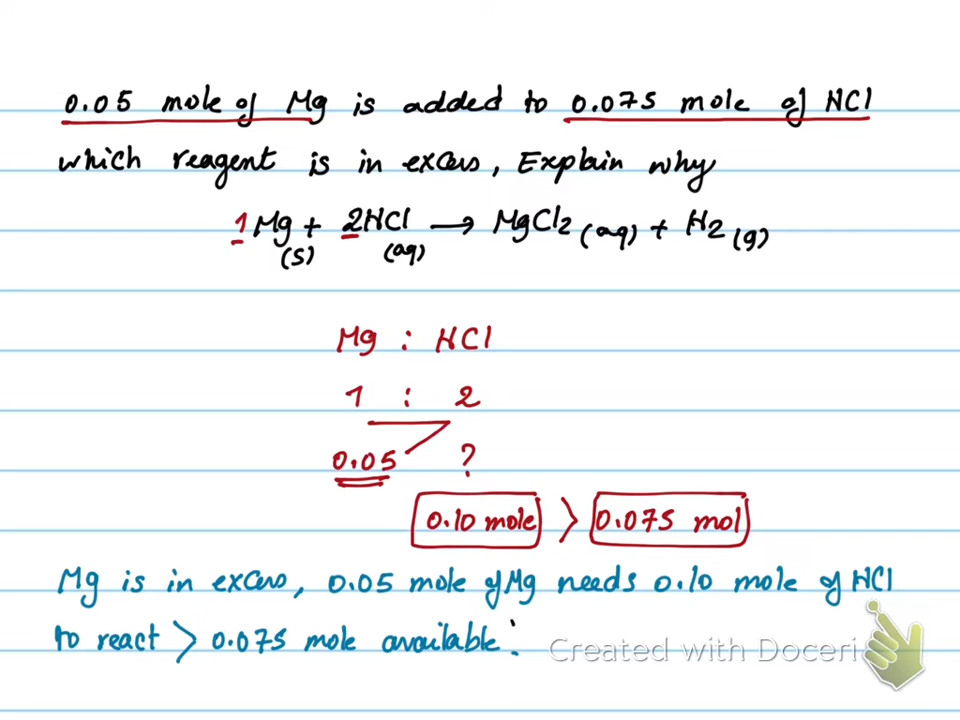 0.05 mole of Mg is added to 0.075 mole of HCl
which reagent is in excess, Explain why
1Mg(s) + 2HCl(aq) → MgCl2 (aq) + H2 (g)
Mg : HCl
1 : 2
0.05 ?
0.10 mole > 0.075 mol
Mg is in excess, 0.05 mole of Mg needs 0.10 mole of HCl
to react > 0.075 mole available.
Created with Doceri